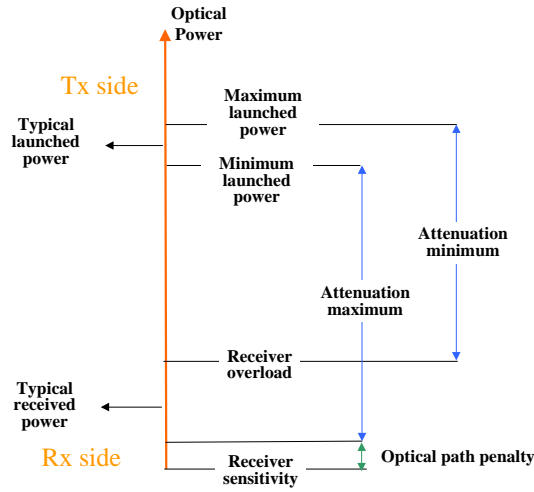 Optical
Power
Tx side
Maximum
launched
power
Typical
launched
power
Minimum
launched
power
Attenuation
minimum
Attenuation
maximum
Receiver
overload
Typical
received
power
Rx side
Receiver
sensitivity
Optical path penalty